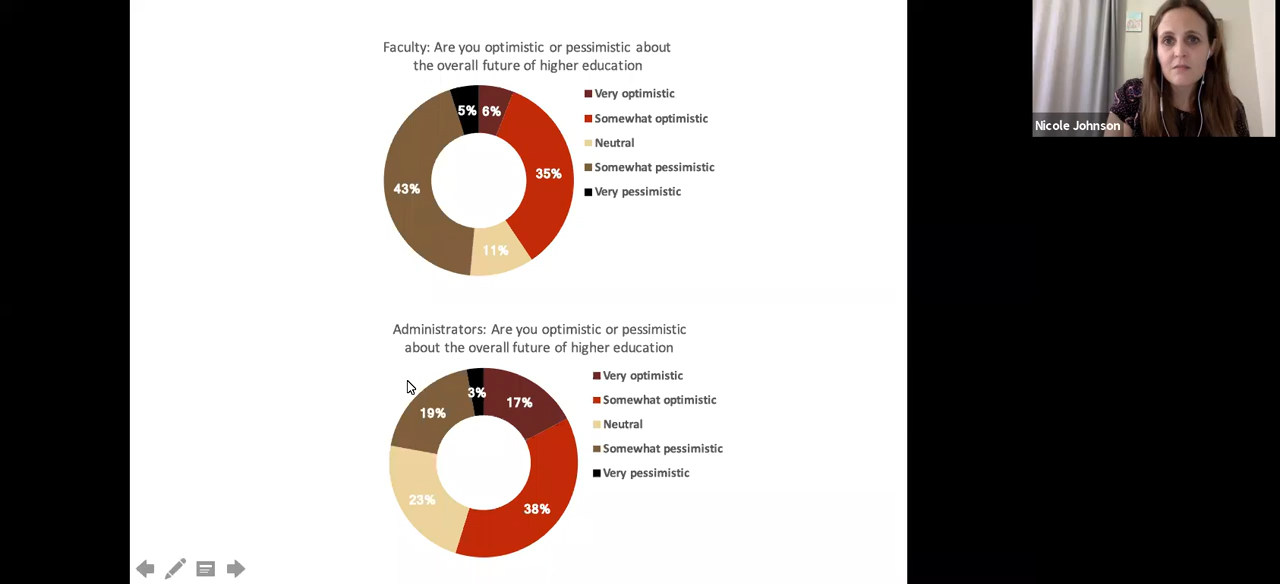 Faculty: Are you optimistic or pessimistic about
the overall future of higher education
Very optimistic
Somewhat optimistic
Neutral
Somewhat pessimistic
Very pessimistic
5%
6%
35%
43%
11%
Nicole Johnson
Administrators: Are you optimistic or pessimistic
about the overall future of higher education
Very optimistic
Somewhat optimistic
Neutral
Somewhat pessimistic
Very pessimistic
3%
17%
19%
23%
38%